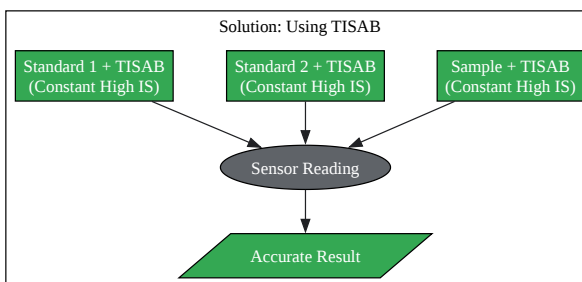 Solution: Using TISAB
Standard 1 + TISAB
(Constant High IS)
Standard 2 + TISAB
(Constant High IS)
Sample + TISAB
(Constant High IS)
Sensor Reading
Accurate Result